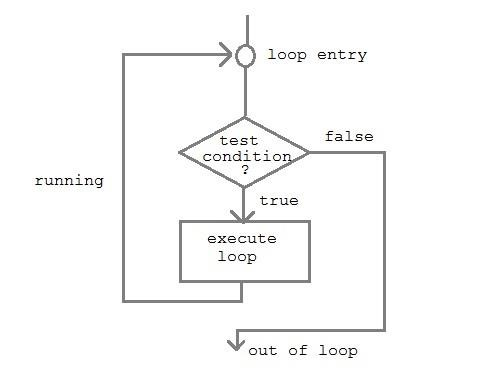 loop entry
test
condition
?
false
true
running
execute
loop
out of loop